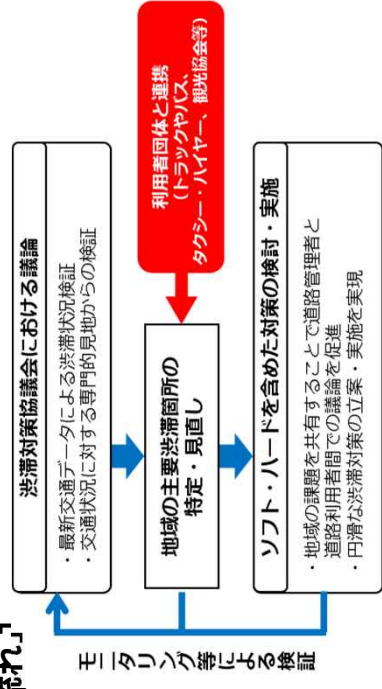 流れ」
渋滞対策協議会における議論
・最新交通データによる渋滞状況検証
・交通状況に対する専門的見地からの検証
地域の主要渋滞箇所の
特定・見直し
利用者団体と連携
(トラックやバス、
タクシー・ハイヤー、観光協会等)
ソフト・ハードを含めた対策の検討・実施
・地域の課題を共有することで道路管理者と
道路利用者間での議論を促進
・円滑な渋滞対策の立案・実施を実現
モニタリング等による検証